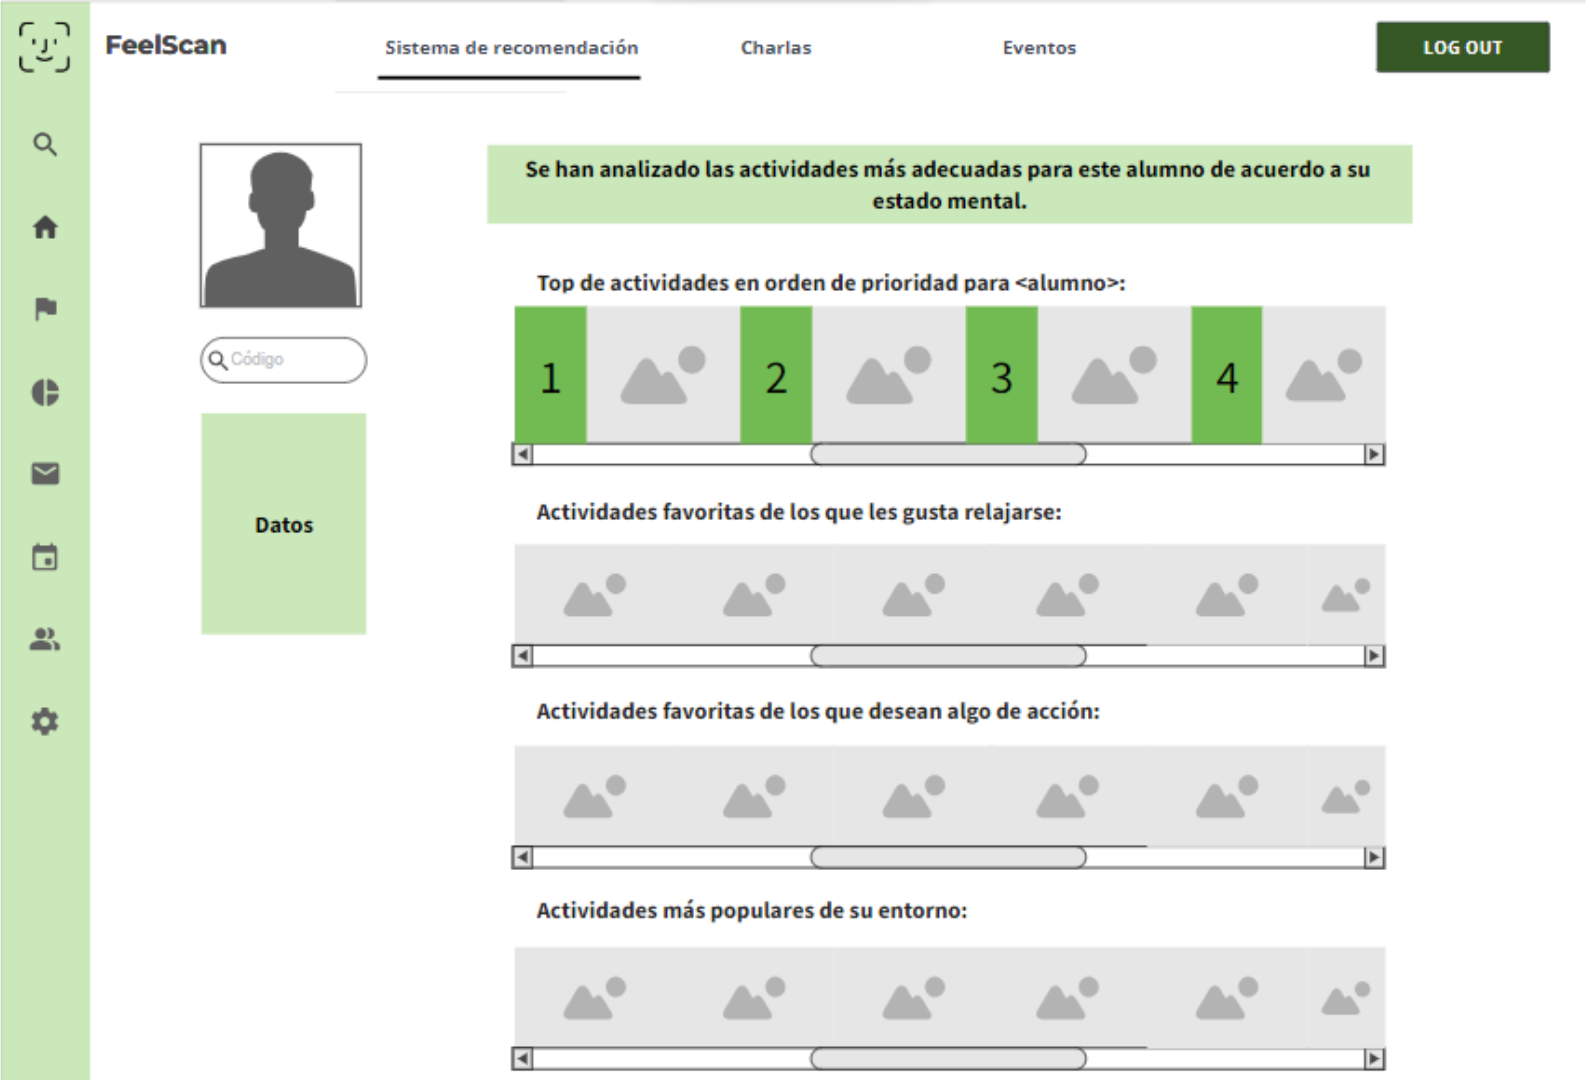 FeelScan
Sistema de recomendación
Charlas
Eventos
LOG OUT
Código
Datos
Se han analizado las actividades más adecuadas para este alumno de acuerdo a su
estado mental.
Top de actividades en orden de prioridad para <alumno>:
1
2
3
4
Actividades favoritas de los que les gusta relajarse:
Actividades favoritas de los que desean algo de acción:
Actividades más populares de su entorno: